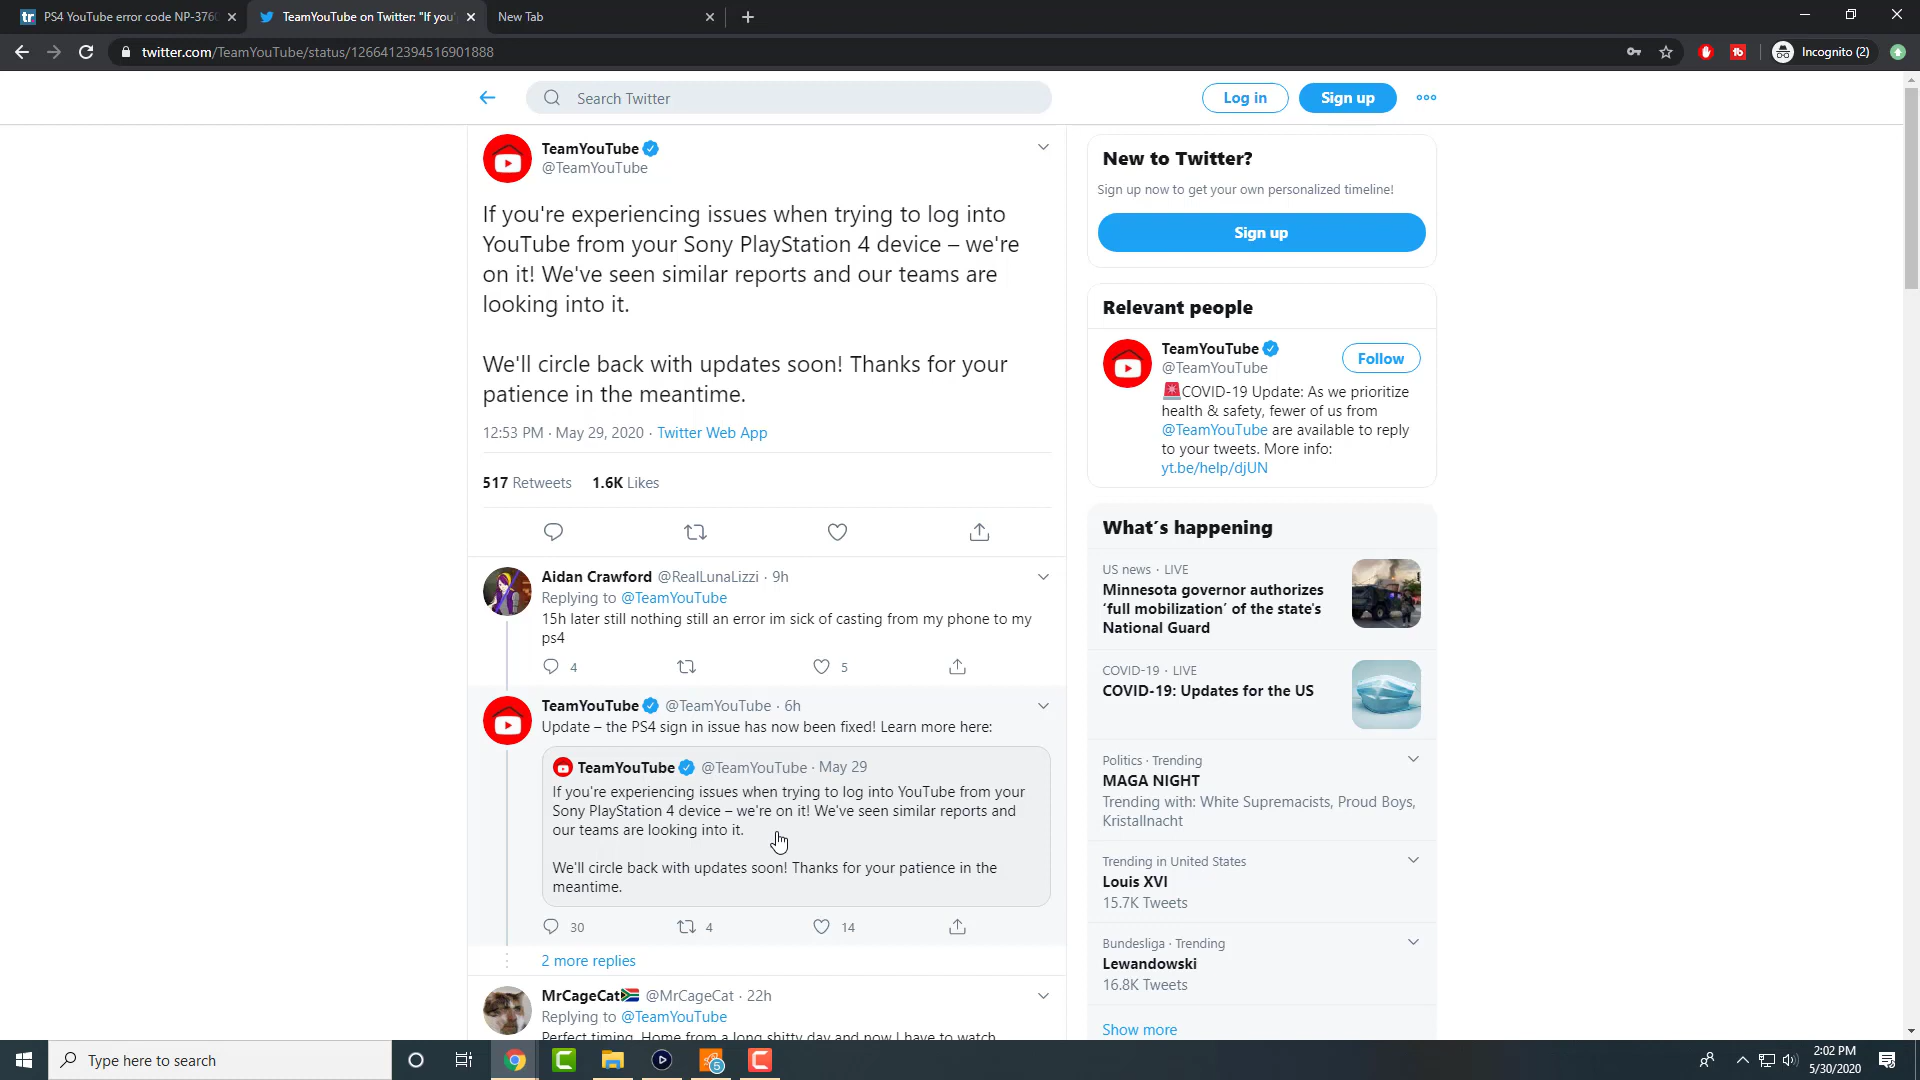 tr PS4 YouTube error code NP-3760
TeamYouTube on Twitter: "If you'
New Tab
twitter.com/TeamYouTube/status/1266412394516901888
Incognito (2)
Search Twitter
Log in
Sign up
TeamYouTube
@TeamYouTube
If you're experiencing issues when trying to log into
YouTube from your Sony PlayStation 4 device – we're
on it! We've seen similar reports and our teams are
looking into it.
We'll circle back with updates soon! Thanks for your
patience in the meantime.
12:53 PM · May 29, 2020 · Twitter Web App
517 Retweets 1.6K Likes
Aidan Crawford @RealLunaLizzi · 9h
Replying to @TeamYouTube
15h later still nothing still an error im sick of casting from my phone to my
ps4
4 5
TeamYouTube @TeamYouTube · 6h
Update – the PS4 sign in issue has now been fixed! Learn more here:
TeamYouTube @TeamYouTube · May 29
If you're experiencing issues when trying to log into YouTube from your
Sony PlayStation 4 device – we're on it! We've seen similar reports and
our teams are looking into it.
We'll circle back with updates soon! Thanks for your patience in the
meantime.
30 4 14
2 more replies
MrCageCat @MrCageCat · 22h
Replying to @TeamYouTube
Perfect timing. Home from a long shitty day and now I have to watch
New to Twitter?
Sign up now to get your own personalized timeline!
Sign up
Relevant people
TeamYouTube
@TeamYouTube
Follow
COVID-19 Update: As we prioritize
health & safety, fewer of us from
@TeamYouTube are available to reply
to your tweets. More info:
yt.be/help/djUN
What's happening
US news · LIVE
Minnesota governor authorizes
'full mobilization' of the state's
National Guard
COVID-19 · LIVE
COVID-19: Updates for the US
Politics · Trending
MAGA NIGHT
Trending with: White Supremacists, Proud Boys,
Kristallnacht
Trending in United States
Louis XVI
15.7K Tweets
Bundesliga · Trending
Lewandowski
16.8K Tweets
Show more
Type here to search
5
2:02 PM
5/30/2020